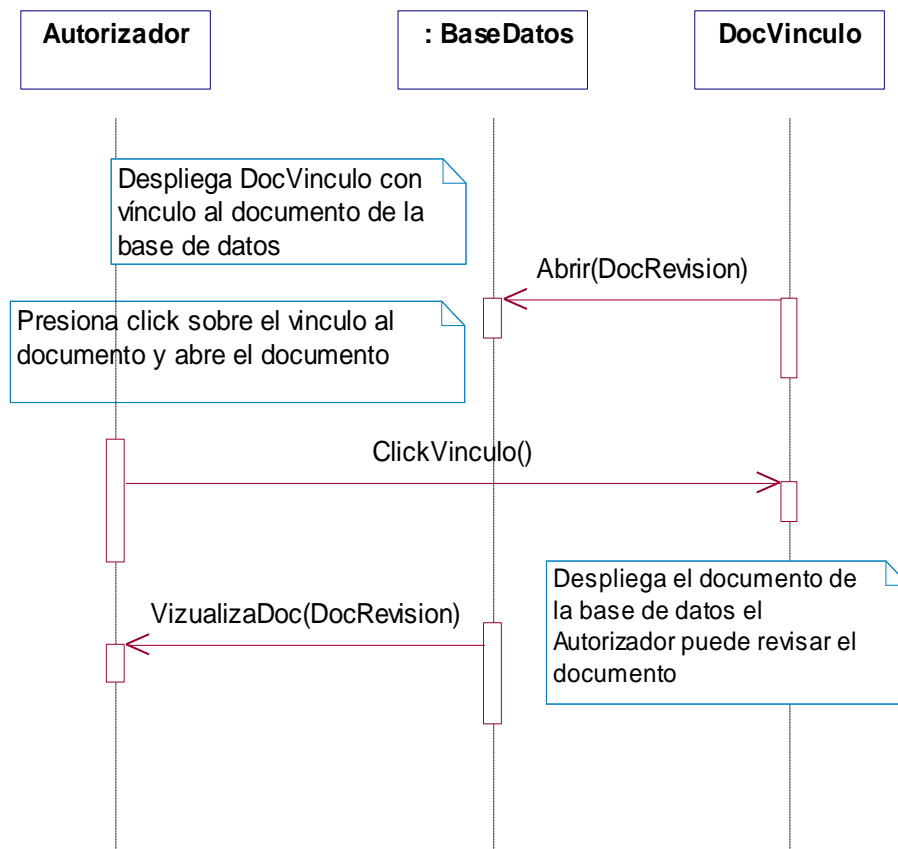 Autorizador
: BaseDatos
DocVinculo
Despliega DocVinculo con
vínculo al documento de la
base de datos
Abrir(DocRevision)
Presiona click sobre el vinculo al
documento y abre el documento
ClickVinculo()
Despliega el documento de
la base de datos el
Autorizador puede revisar el
documento
VizualizaDoc(DocRevision)